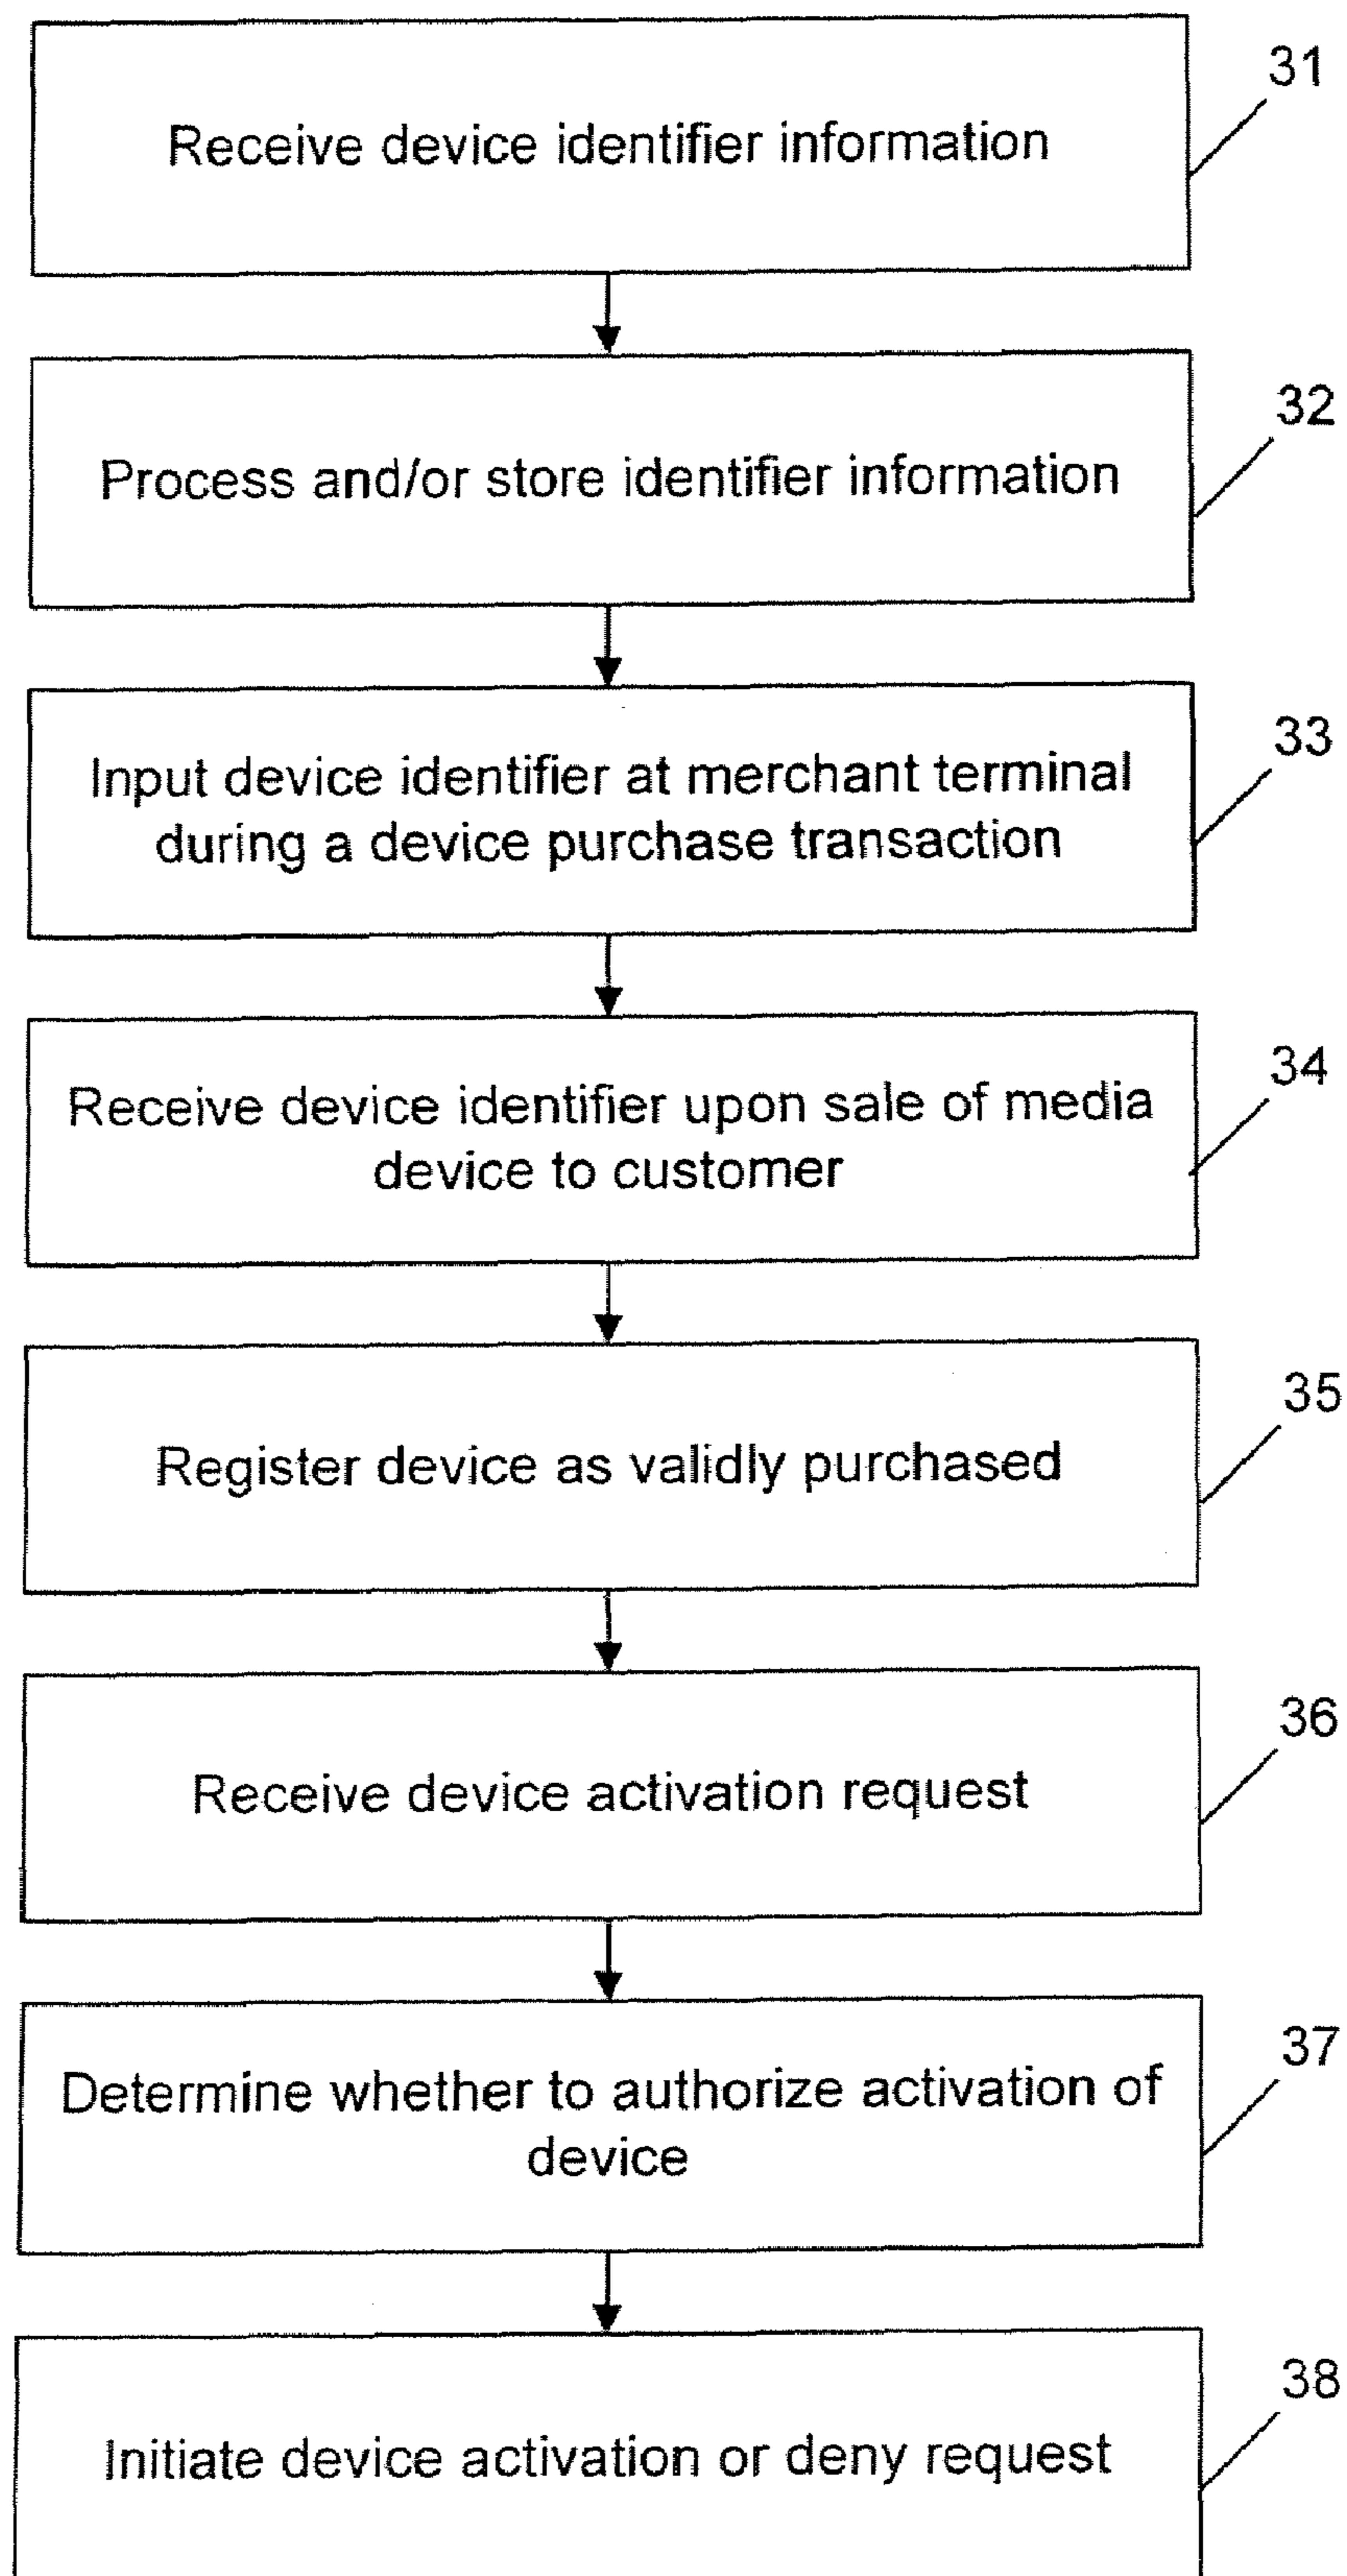 Receive device identifier information
31
Process and/or store identifier information
32
Input device identifier at merchant terminal
during a device purchase transaction
33
Receive device identifier upon sale of media
device to customer
34
Register device as validly purchased
35
Receive device activation request
36
Determine whether to authorize activation of
device
37
Initiate device activation or deny request
38